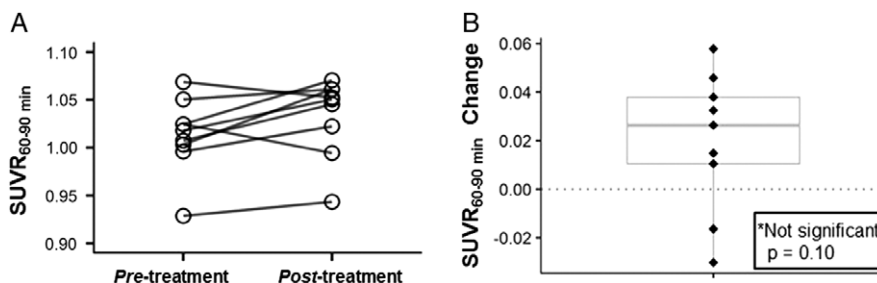 A
SUVR60-90 min
1.10
1.05
1.00
0.95
0.90
Pre-treatment
Post-treatment
B
SUVR60-90 min Change
0.06
0.04
0.02
0.00
-0.02
*Not significant
p = 0.10